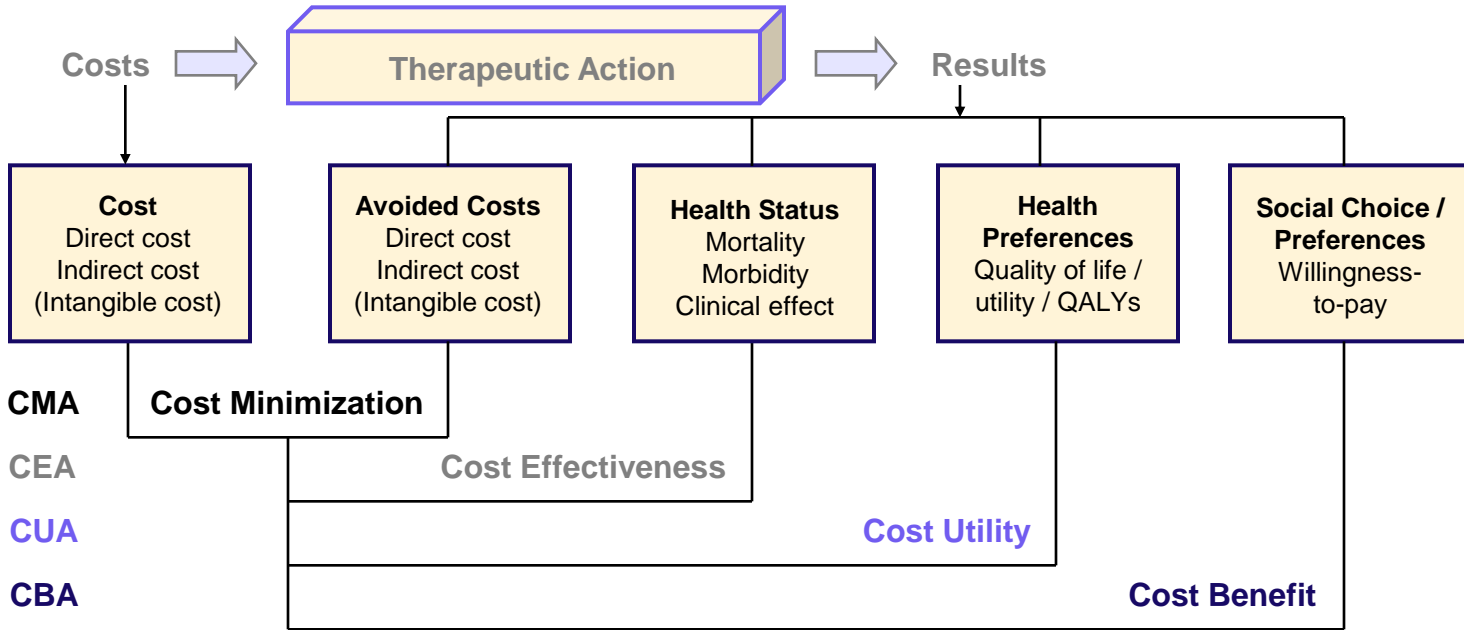 Costs
Therapeutic Action
Results
Cost
Direct cost
Indirect cost
(Intangible cost)
Avoided Costs
Direct cost
Indirect cost
(Intangible cost)
Health Status
Mortality
Morbidity
Clinical effect
Health
Preferences
Quality of life /
utility / QALYs
Social Choice /
Preferences
Willingness-
to-pay
CMA
Cost Minimization
CEA
Cost Effectiveness
CUA
Cost Utility
CBA
Cost Benefit